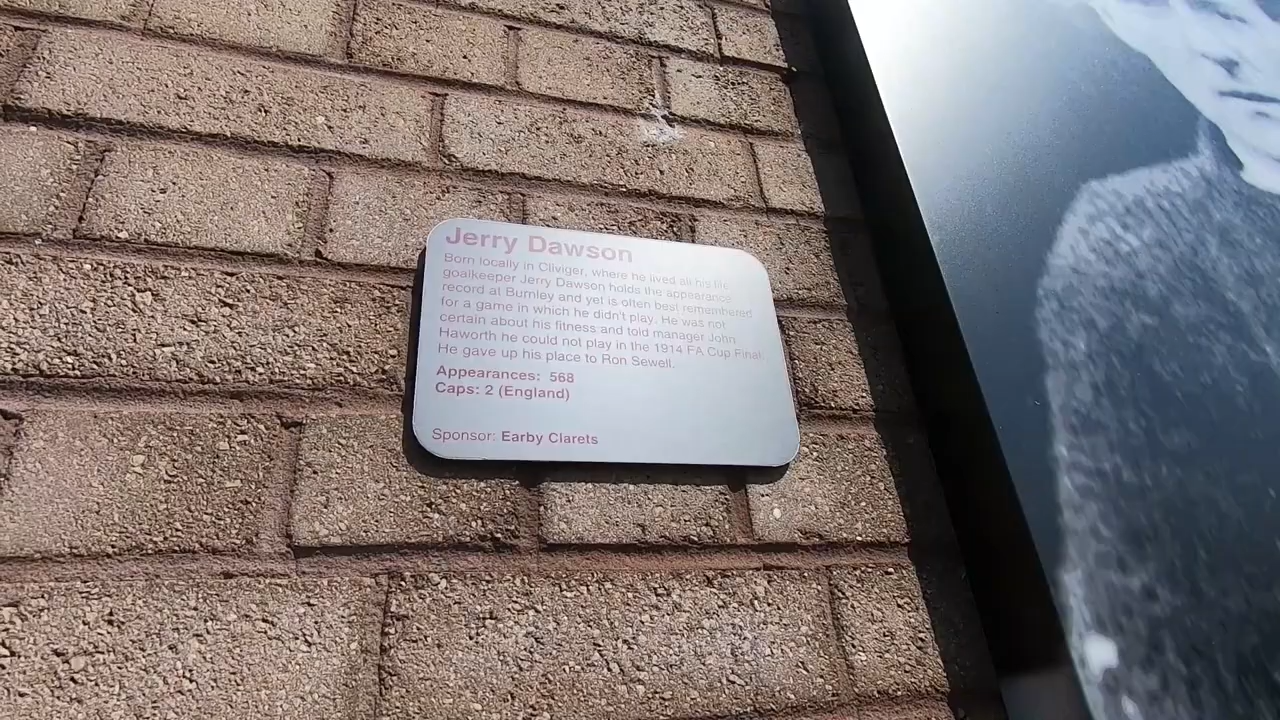 Jerry Dawson
Born locally in Cliviger, where he lived all his life,
goalkeeper Jerry Dawson holds the appearance
record at Burnley and yet is often best remembered
for a game in which he didn't play. He was not
certain about his fitness and told manager John
Haworth he could not play in the 1914 FA Cup Final.
He gave up his place to Ron Sewell.
Appearances: 568
Caps: 2 (England)
Sponsor: Earby Clarets